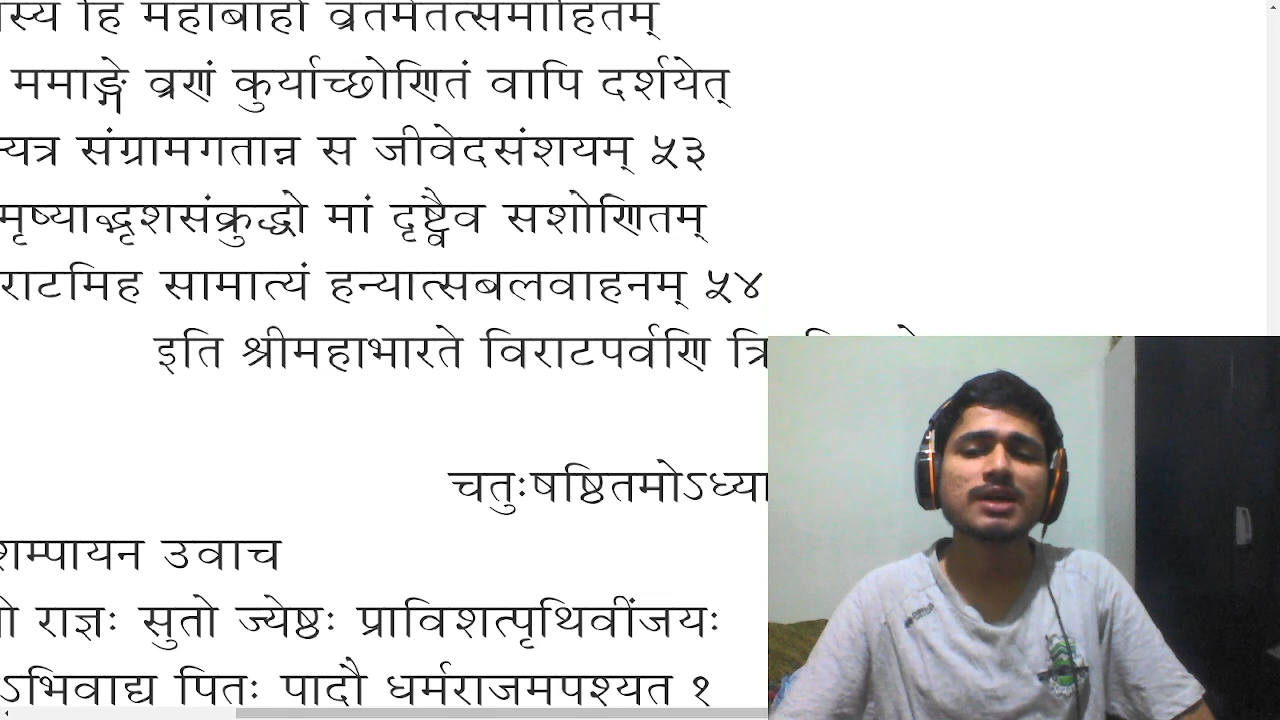 स्य हि महाबाहो व्रतमेतत्समाहितम्
ममाङ्गे व्रणं कुर्याच्छोणितं वापि दर्शयेत्
न्यत्र संग्रामगतान्न स जीवेदसंशयम् ५३
मृष्याद्भृशसंक्रुद्धो मां दृष्ट्वैव सशोणितम्
राटमिह सामात्यं हन्यात्सबलवाहनम् ५४
इति श्रीमहाभारते विराटपर्वणि त्रि
चतुःषष्ठितमोऽध्या
शम्पायन उवाच
राज्ञः सुतो ज्येष्ठः प्राविशत्पृथिवींजयः
ऽभिवाद्य पितः पादौ धर्मराजमपश्यत १